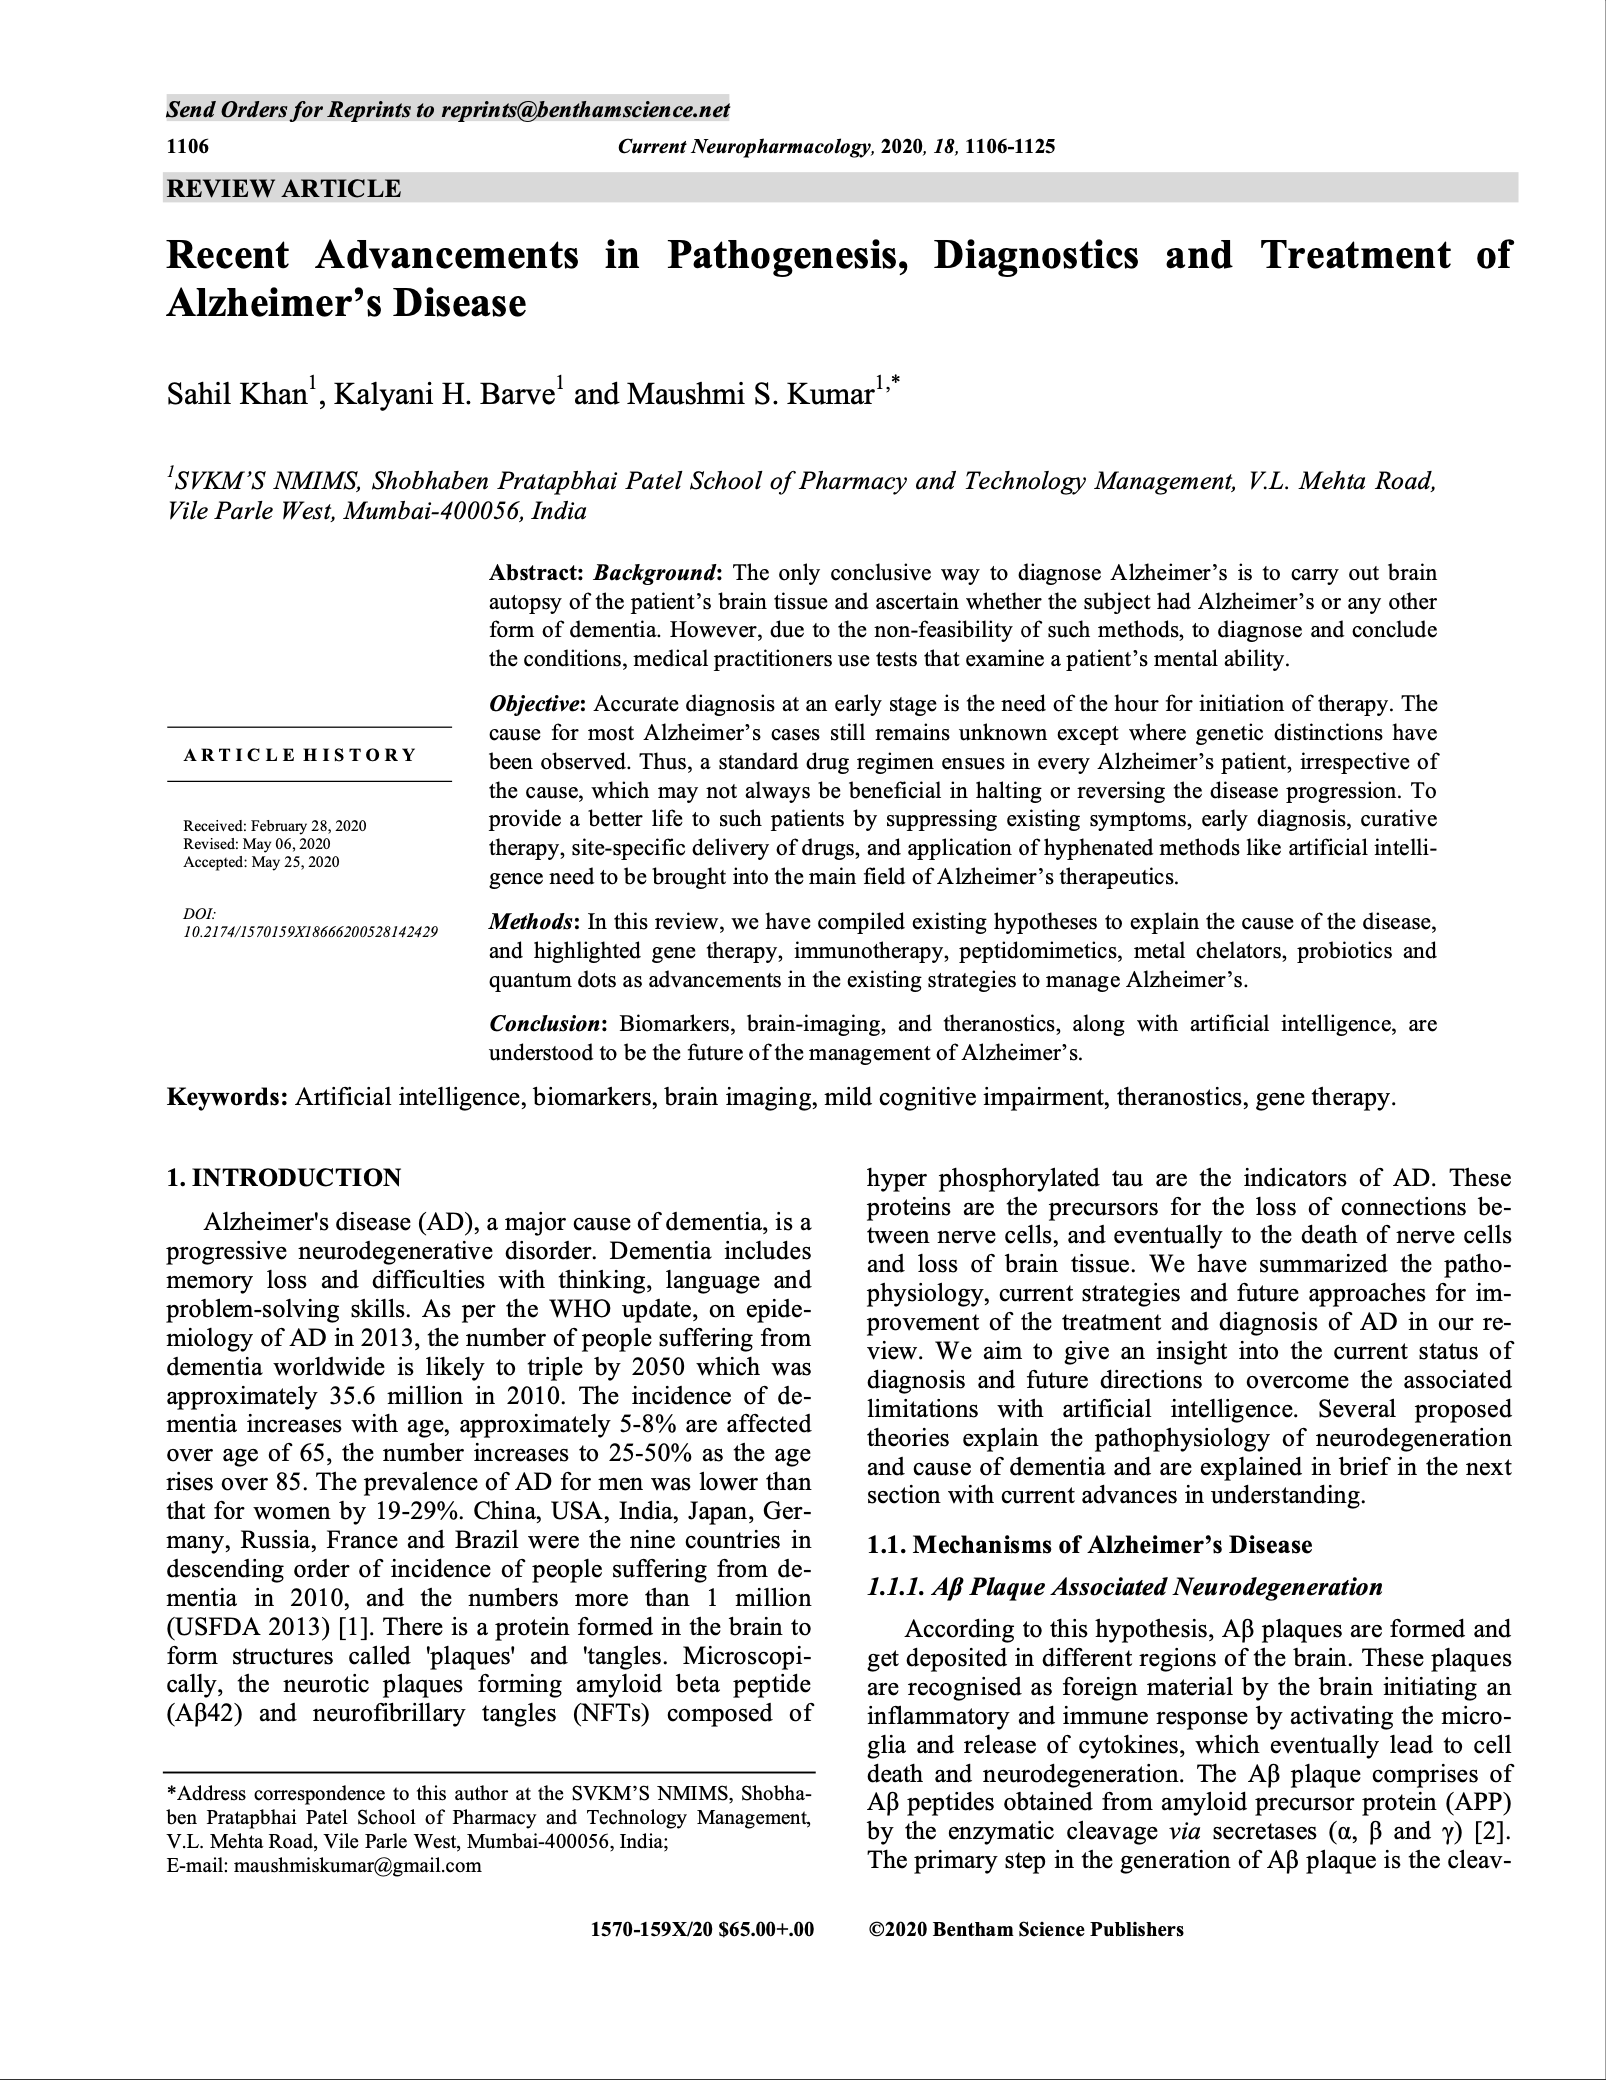 Send Orders for Reprints to reprints@benthamscience.net
1106
Current Neuropharmacology, 2020, 18, 1106-1125
REVIEW ARTICLE
Recent Advancements in Pathogenesis, Diagnostics and Treatment of
Alzheimer’s Disease
Sahil Khan1, Kalyani H. Barve1 and Maushmi S. Kumar1,*
1SVKM’S NMIMS, Shobhaben Pratapbhai Patel School of Pharmacy and Technology Management, V.L. Mehta Road,
Vile Parle West, Mumbai-400056, India
ARTICLE HISTORY
Received: February 28, 2020
Revised: May 06, 2020
Accepted: May 25, 2020
DOI:
10.2174/1570159X18666200528142429
Abstract: Background: The only conclusive way to diagnose Alzheimer’s is to carry out brain
autopsy of the patient’s brain tissue and ascertain whether the subject had Alzheimer’s or any other
form of dementia. However, due to the non-feasibility of such methods, to diagnose and conclude
the conditions, medical practitioners use tests that examine a patient’s mental ability.
Objective: Accurate diagnosis at an early stage is the need of the hour for initiation of therapy. The
cause for most Alzheimer’s cases still remains unknown except where genetic distinctions have
been observed. Thus, a standard drug regimen ensues in every Alzheimer’s patient, irrespective of
the cause, which may not always be beneficial in halting or reversing the disease progression. To
provide a better life to such patients by suppressing existing symptoms, early diagnosis, curative
therapy, site-specific delivery of drugs, and application of hyphenated methods like artificial intelli-
gence need to be brought into the main field of Alzheimer’s therapeutics.
Methods: In this review, we have compiled existing hypotheses to explain the cause of the disease,
and highlighted gene therapy, immunotherapy, peptidomimetics, metal chelators, probiotics and
quantum dots as advancements in the existing strategies to manage Alzheimer’s.
Conclusion: Biomarkers, brain-imaging, and theranostics, along with artificial intelligence, are
understood to be the future of the management of Alzheimer’s.
Keywords: Artificial intelligence, biomarkers, brain imaging, mild cognitive impairment, theranostics, gene therapy.
1. INTRODUCTION
Alzheimer's disease (AD), a major cause of dementia, is a
progressive neurodegenerative disorder. Dementia includes
memory loss and difficulties with thinking, language and
problem-solving skills. As per the WHO update, on epide-
miology of AD in 2013, the number of people suffering from
dementia worldwide is likely to triple by 2050 which was
approximately 35.6 million in 2010. The incidence of de-
mentia increases with age, approximately 5-8% are affected
over age of 65, the number increases to 25-50% as the age
rises over 85. The prevalence of AD for men was lower than
that for women by 19-29%. China, USA, India, Japan, Ger-
many, Russia, France and Brazil were the nine countries in
descending order of incidence of people suffering from de-
mentia in 2010, and the numbers more than 1 million
(USFDA 2013) [1]. There is a protein formed in the brain to
form structures called 'plaques' and 'tangles. Microscopi-
cally, the neurotic plaques forming amyloid beta peptide
(Aβ42) and neurofibrillary tangles (NFTs) composed of
*Address correspondence to this author at the SVKM’S NMIMS, Shobha-
ben Pratapbhai Patel School of Pharmacy and Technology Management,
V.L. Mehta Road, Vile Parle West, Mumbai-400056, India;
E-mail: maushmiskumar@gmail.com
hyper phosphorylated tau are the indicators of AD. These
proteins are the precursors for the loss of connections be-
tween nerve cells, and eventually to the death of nerve cells
and loss of brain tissue. We have summarized the patho-
physiology, current strategies and future approaches for im-
provement of the treatment and diagnosis of AD in our re-
view. We aim to give an insight into the current status of
diagnosis and future directions to overcome the associated
limitations with artificial intelligence. Several proposed
theories explain the pathophysiology of neurodegeneration
and cause of dementia and are explained in brief in the next
section with current advances in understanding.
1.1. Mechanisms of Alzheimer’s Disease
1.1.1. Aβ Plaque Associated Neurodegeneration
According to this hypothesis, Aβ plaques are formed and
get deposited in different regions of the brain. These plaques
are recognised as foreign material by the brain initiating an
inflammatory and immune response by activating the micro-
glia and release of cytokines, which eventually lead to cell
death and neurodegeneration. The Aβ plaque comprises of
Aβ peptides obtained from amyloid precursor protein (APP)
by the enzymatic cleavage via secretases (α, β and γ) [2].
The primary step in the generation of Aβ plaque is the cleav-
1570-159X/20 $65.00+.00
©2020 Bentham Science Publishers